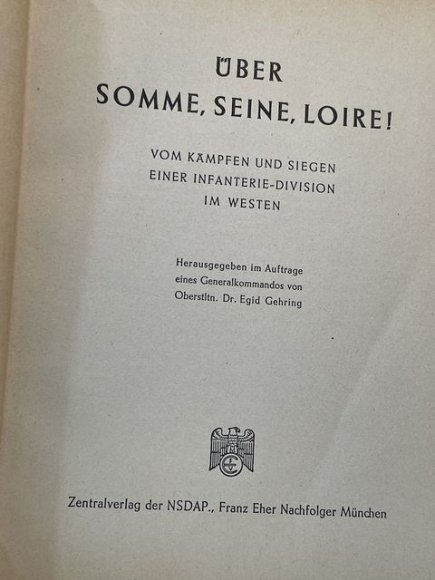 ÜBER
SOMME, SEINE, LOIRE!
VOM KÄMPFEN UND SIEGEN
EINER INFANTERIE-DIVISION
IM WESTEN
Herausgegeben im Auftrage
eines Generalkommandos von
Oberstltn. Dr. Egid Gehring
Zentralverlag der NSDAP., Franz Eher Nachfolger München